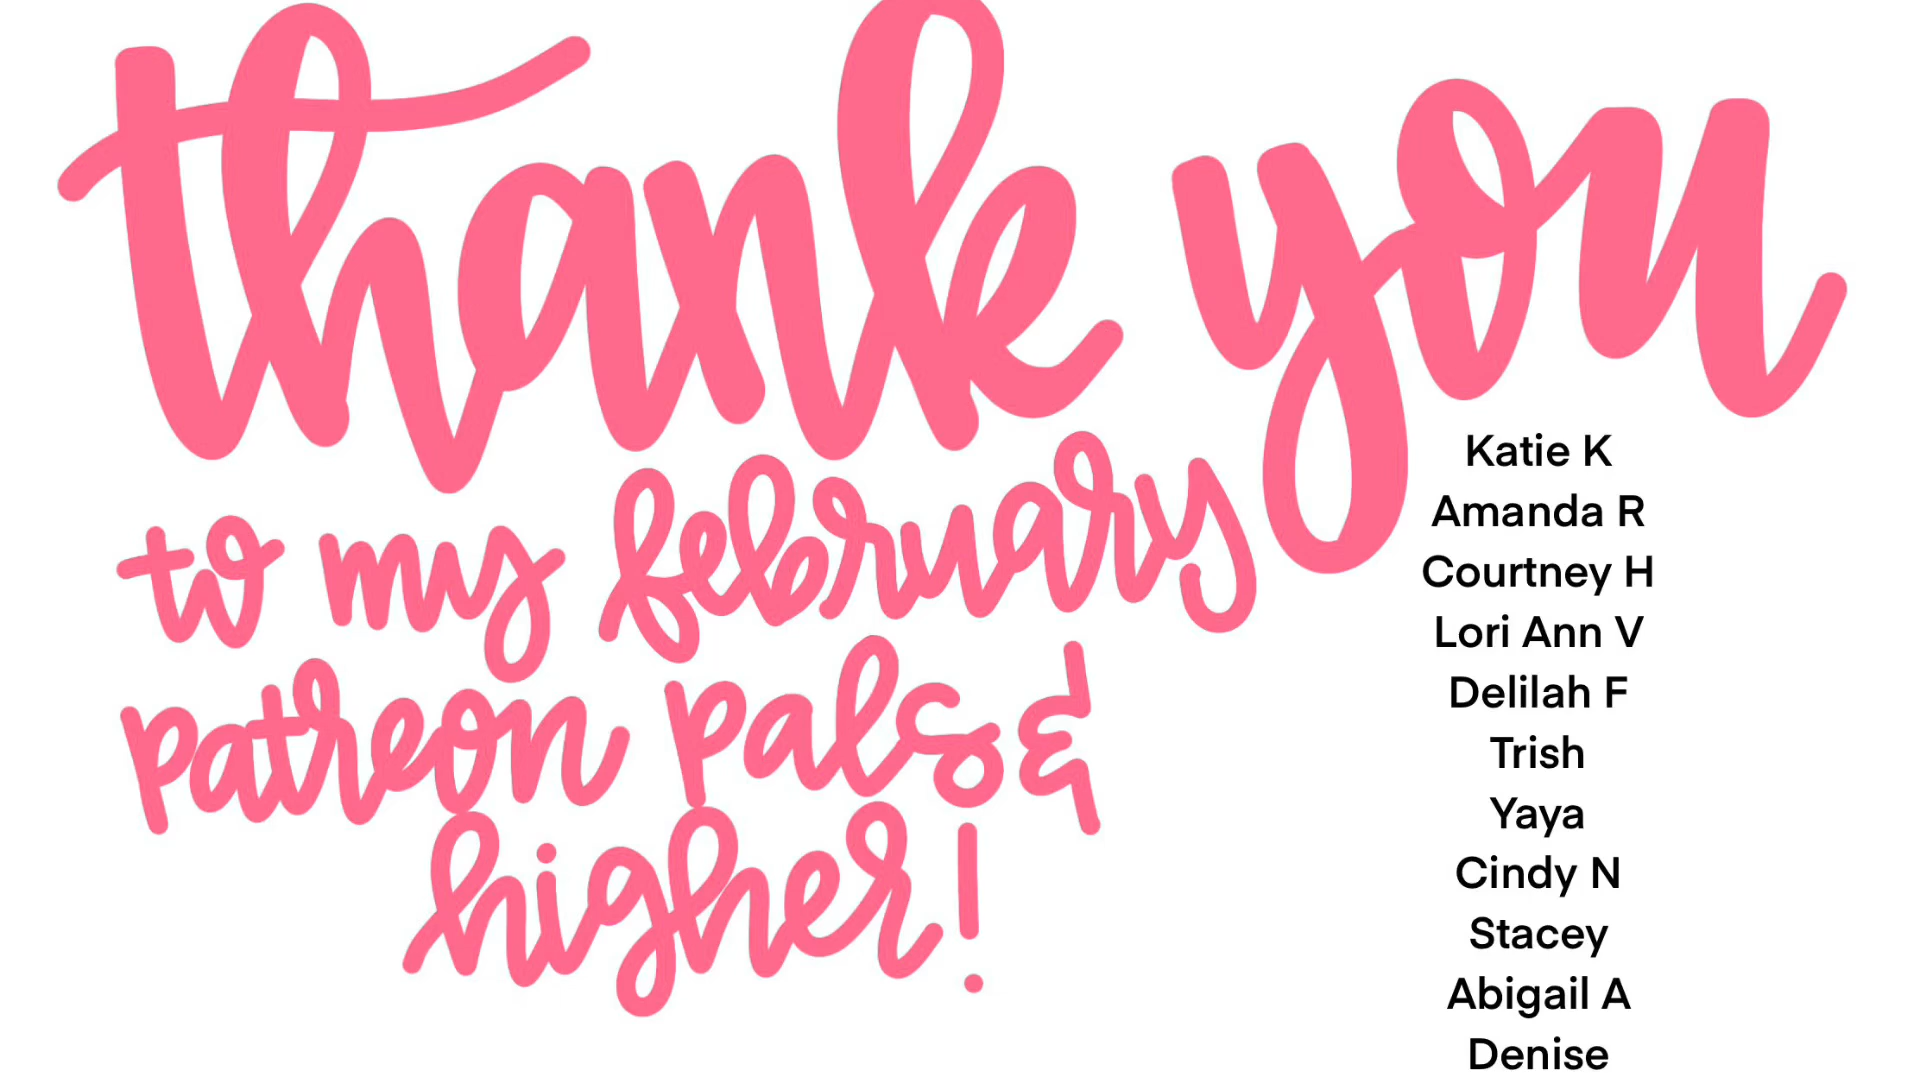 thank you
to my february
patreon pals &
higher!
Katie K
Amanda R
Courtney H
Lori Ann V
Delilah F
Trish
Yaya
Cindy N
Stacey
Abigail A
Denise